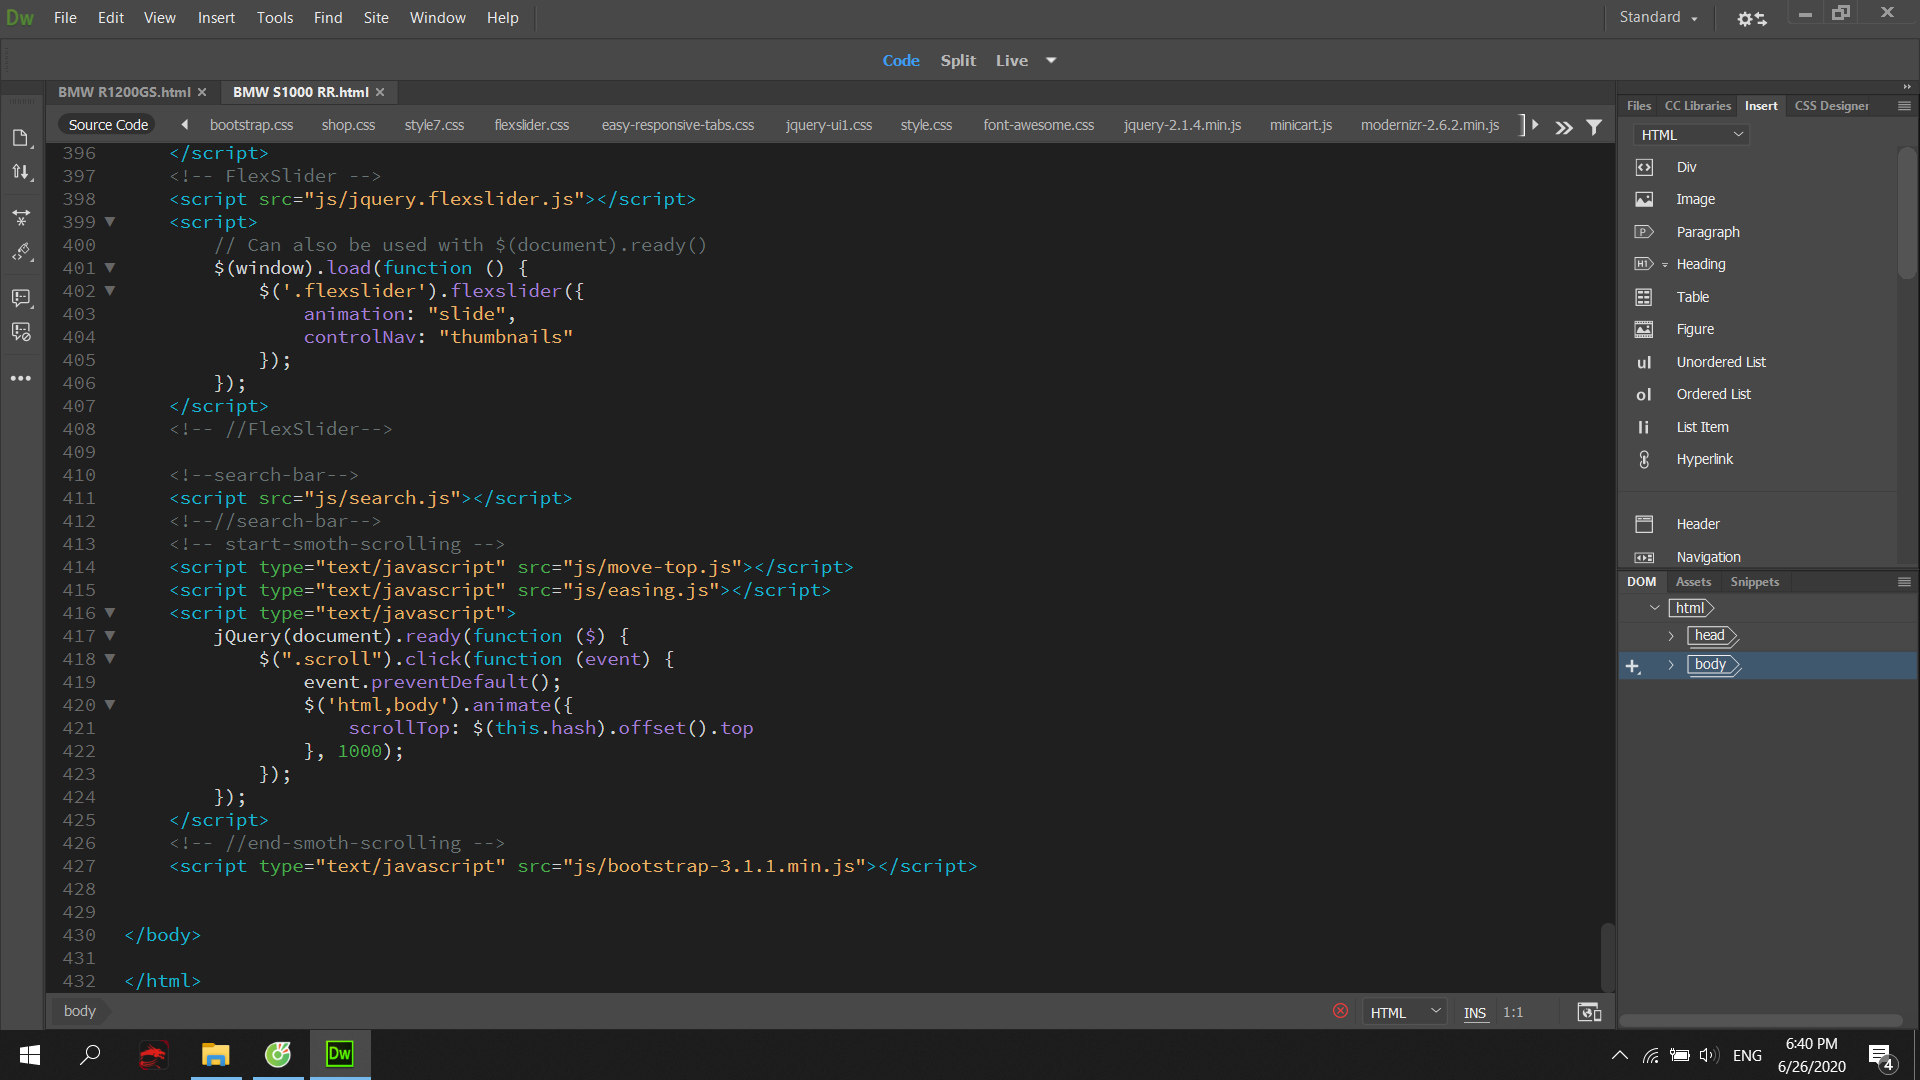 Dw File Edit View Insert Tools Find Site Window Help Standard
Code Split Live
BMW R1200GS.html × BMW S1000 RR.html ×
Source Code bootstrap.css shop.css style7.css flexslider.css easy-responsive-tabs.css jquery-ui1.css style.css font-awesome.css jquery-2.1.4.min.js minicart.js modernizr-2.6.2.min.js
396 </script>
397 <!-- FlexSlider -->
398 <script src="js/jquery.flexslider.js"></script>
399 <script>
400 // Can also be used with $(document).ready()
401 $(window).load(function () {
402 $('.flexslider').flexslider({
403 animation: "slide",
404 controlNav: "thumbnails"
405 });
406 });
407 </script>
408 <!-- //FlexSlider-->
409
410 <!--search-bar-->
411 <script src="js/search.js"></script>
412 <!--//search-bar-->
413 <!-- start-smoth-scrolling -->
414 <script type="text/javascript" src="js/move-top.js"></script>
415 <script type="text/javascript" src="js/easing.js"></script>
416 <script type="text/javascript">
417 jQuery(document).ready(function ($) {
418 $(".scroll").click(function (event) {
419 event.preventDefault();
420 $('html,body').animate({
421 scrollTop: $(this.hash).offset().top
422 }, 1000);
423 });
424 });
425 </script>
426 <!-- //end-smoth-scrolling -->
427 <script type="text/javascript" src="js/bootstrap-3.1.1.min.js"></script>
428
429
430 </body>
431
432 </html>
body HTML INS 1:1
Files CC Libraries Insert CSS Designer
HTML
Div
Image
P Paragraph
H1 Heading
Table
Figure
ul Unordered List
ol Ordered List
li List Item
Hyperlink
Header
Navigation
DOM Assets Snippets
html
head
body
Dw
ENG
6:40 PM
6/26/2020
4